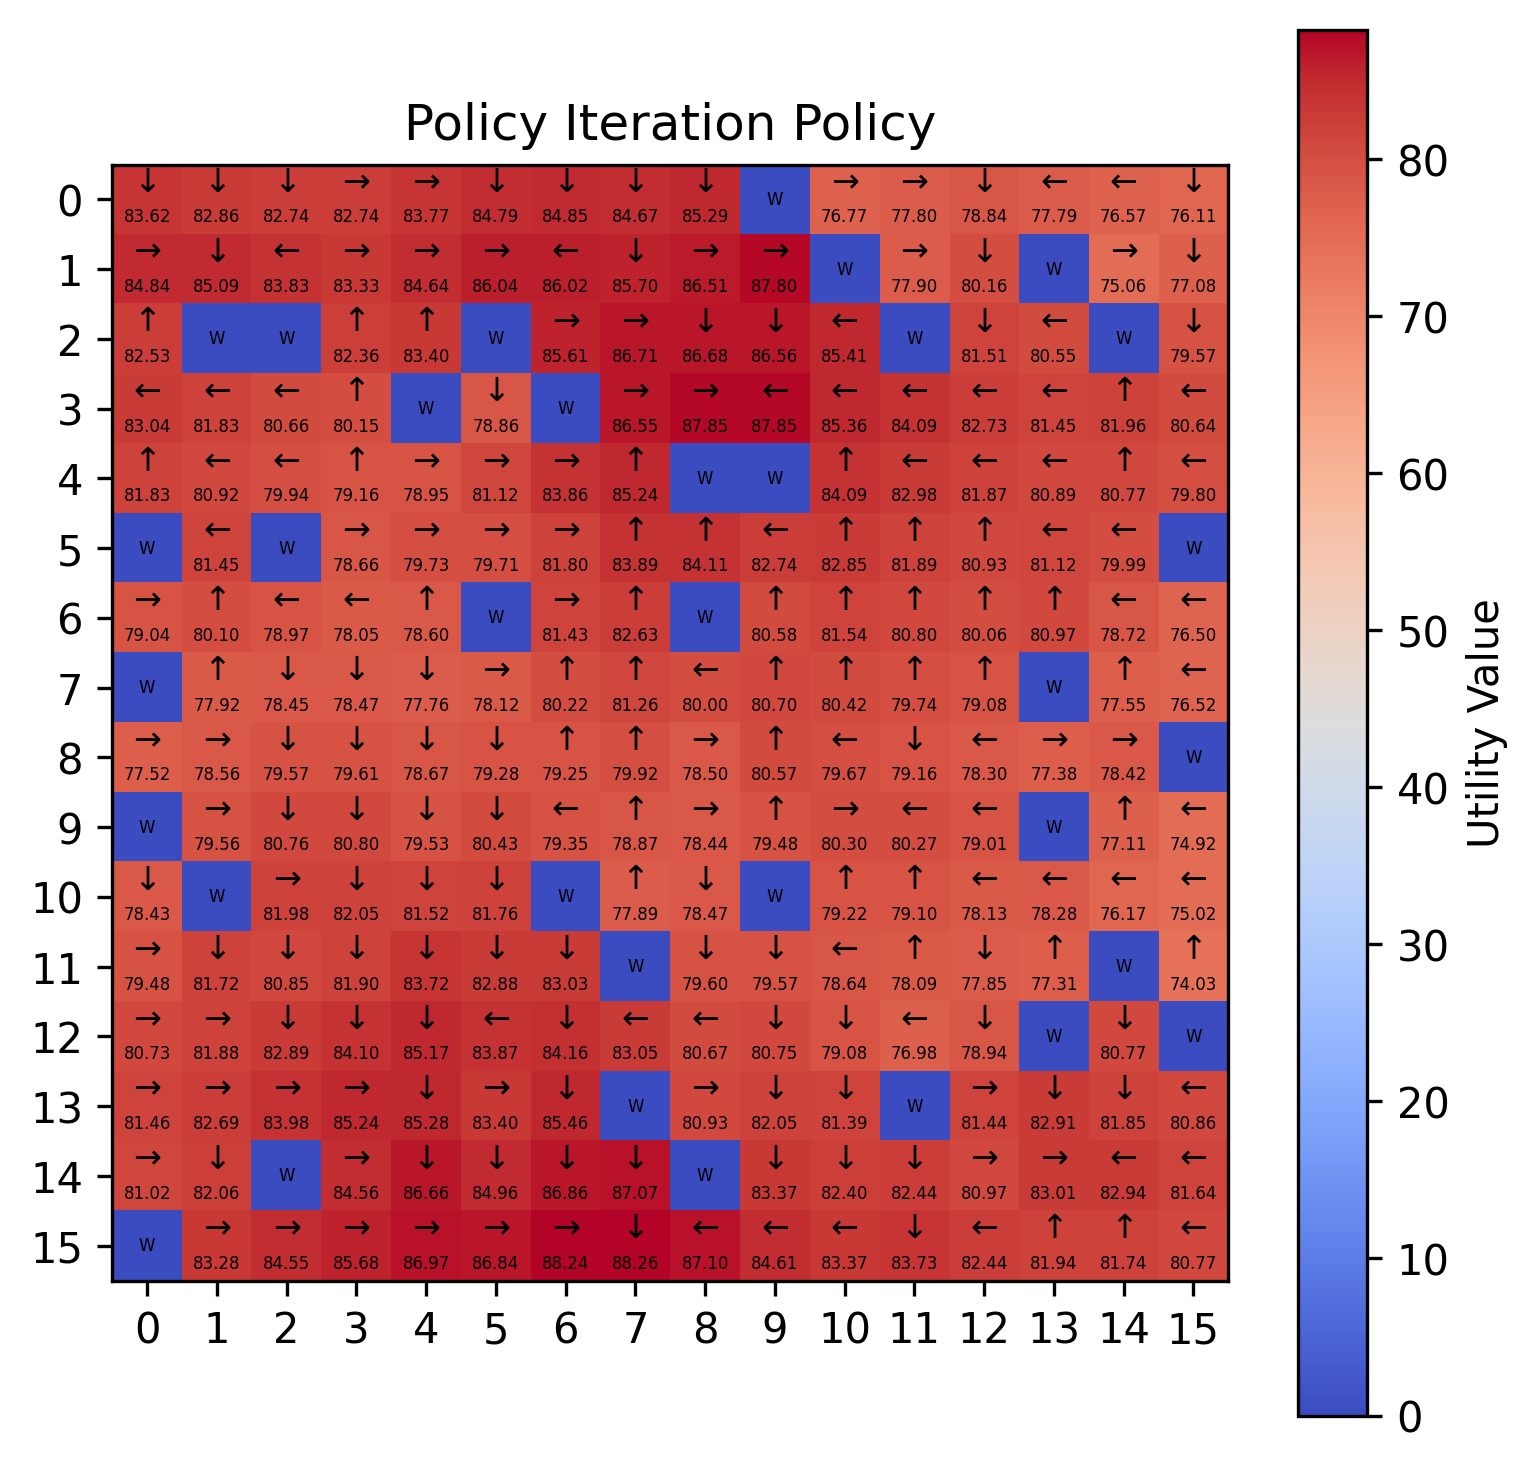 Policy Iteration Policy
↓ ↓ ↓ → → ↓ ↓ ↓ ↓ W → → ↓ ← ← ↓
0 83.62 82.86 82.74 82.74 83.77 84.79 84.85 84.67 85.29 76.77 77.80 78.84 77.79 76.57 76.11
→ ↓ ← → → → ← ↓ → → W → ↓ W → ↓
1 84.84 85.09 83.83 83.33 84.64 86.04 86.02 85.70 86.51 87.80 77.90 80.16 75.06 77.08
↑ W W ↑ ↑ W → → ↓ ↓ ← W ↓ ← W ↓
2 82.53 82.36 83.40 85.61 86.71 86.68 86.56 85.41 81.51 80.55 79.57
← ← ← ↑ W ↓ W → → ← ← ← ← ← ↑ ←
3 83.04 81.83 80.66 80.15 78.86 86.55 87.85 87.85 85.36 84.09 82.73 81.45 81.96 80.64
↑ ← ← ↑ → → → ↑ W W ↑ ← ← ← ↑ ←
4 81.83 80.92 79.94 79.16 78.95 81.12 83.86 85.24 84.09 82.98 81.87 80.89 80.77 79.80
W ← W → → → → ↑ ↑ ← ↑ ↑ ↑ ← ← W
5 81.45 78.66 79.73 79.71 81.80 83.89 84.11 82.74 82.85 81.89 80.93 81.12 79.99
→ ↑ ← ← ↑ W → ↑ W ↑ ↑ ↑ ↑ ↑ ← ←
6 79.04 80.10 78.97 78.05 78.60 81.43 82.63 80.58 81.54 80.80 80.06 80.97 78.72 76.50
W ↑ ↓ ↓ ↓ → ↑ ↑ ← ↑ ↑ ↑ ↑ W ↑ ←
7 77.92 78.45 78.47 77.76 78.12 80.22 81.26 80.00 80.70 80.42 79.74 79.08 77.55 76.52
→ → ↓ ↓ ↓ ↓ ↑ ↑ → ↑ ← ↓ ← → → W
8 77.52 78.56 79.57 79.61 78.67 79.28 79.25 79.92 78.50 80.57 79.67 79.16 78.30 77.38 78.42
W → ↓ ↓ ↓ ↓ ← ↑ → ↑ → ← ← W ↑ ←
9 79.56 80.76 80.80 79.53 80.43 79.35 78.87 78.44 79.48 80.30 80.27 79.01 77.11 74.92
↓ W → ↓ ↓ ↓ W ↑ ↓ W ↑ ↑ ← ← ← ←
10 78.43 81.98 82.05 81.52 81.76 77.89 78.47 79.22 79.10 78.13 78.28 76.17 75.02
→ ↓ ↓ ↓ ↓ ↓ ↓ W ↓ ↓ ← ↑ ↓ ↑ W ↑
11 79.48 81.72 80.85 81.90 83.72 82.88 83.03 79.60 79.57 78.64 78.09 77.85 77.31 74.03
→ → ↓ ↓ ↓ ← ↓ ← ← ↓ ↓ ← ↓ W ↓ W
12 80.73 81.88 82.89 84.10 85.17 83.87 84.16 83.05 80.67 80.75 79.08 76.98 78.94 80.77
→ → → → ↓ → ↓ W → ↓ ↓ W → ↓ ↓ ←
13 81.46 82.69 83.98 85.24 85.28 83.40 85.46 80.93 82.05 81.39 81.44 82.91 81.85 80.86
→ ↓ W → ↓ ↓ ↓ ↓ W ↓ ↓ ↓ → → ← ←
14 81.02 82.06 84.56 86.66 84.96 86.86 87.07 83.37 82.40 82.44 80.97 83.01 82.94 81.64
W → → → → → → ↓ ← ← ← ↓ ← ↑ ↑ ←
15 83.28 84.55 85.68 86.97 86.84 88.24 88.26 87.10 84.61 83.37 83.73 82.44 81.94 81.74 80.77
0 1 2 3 4 5 6 7 8 9 10 11 12 13 14 15
80
70
60
50
40
30
20
10
0
Utility Value